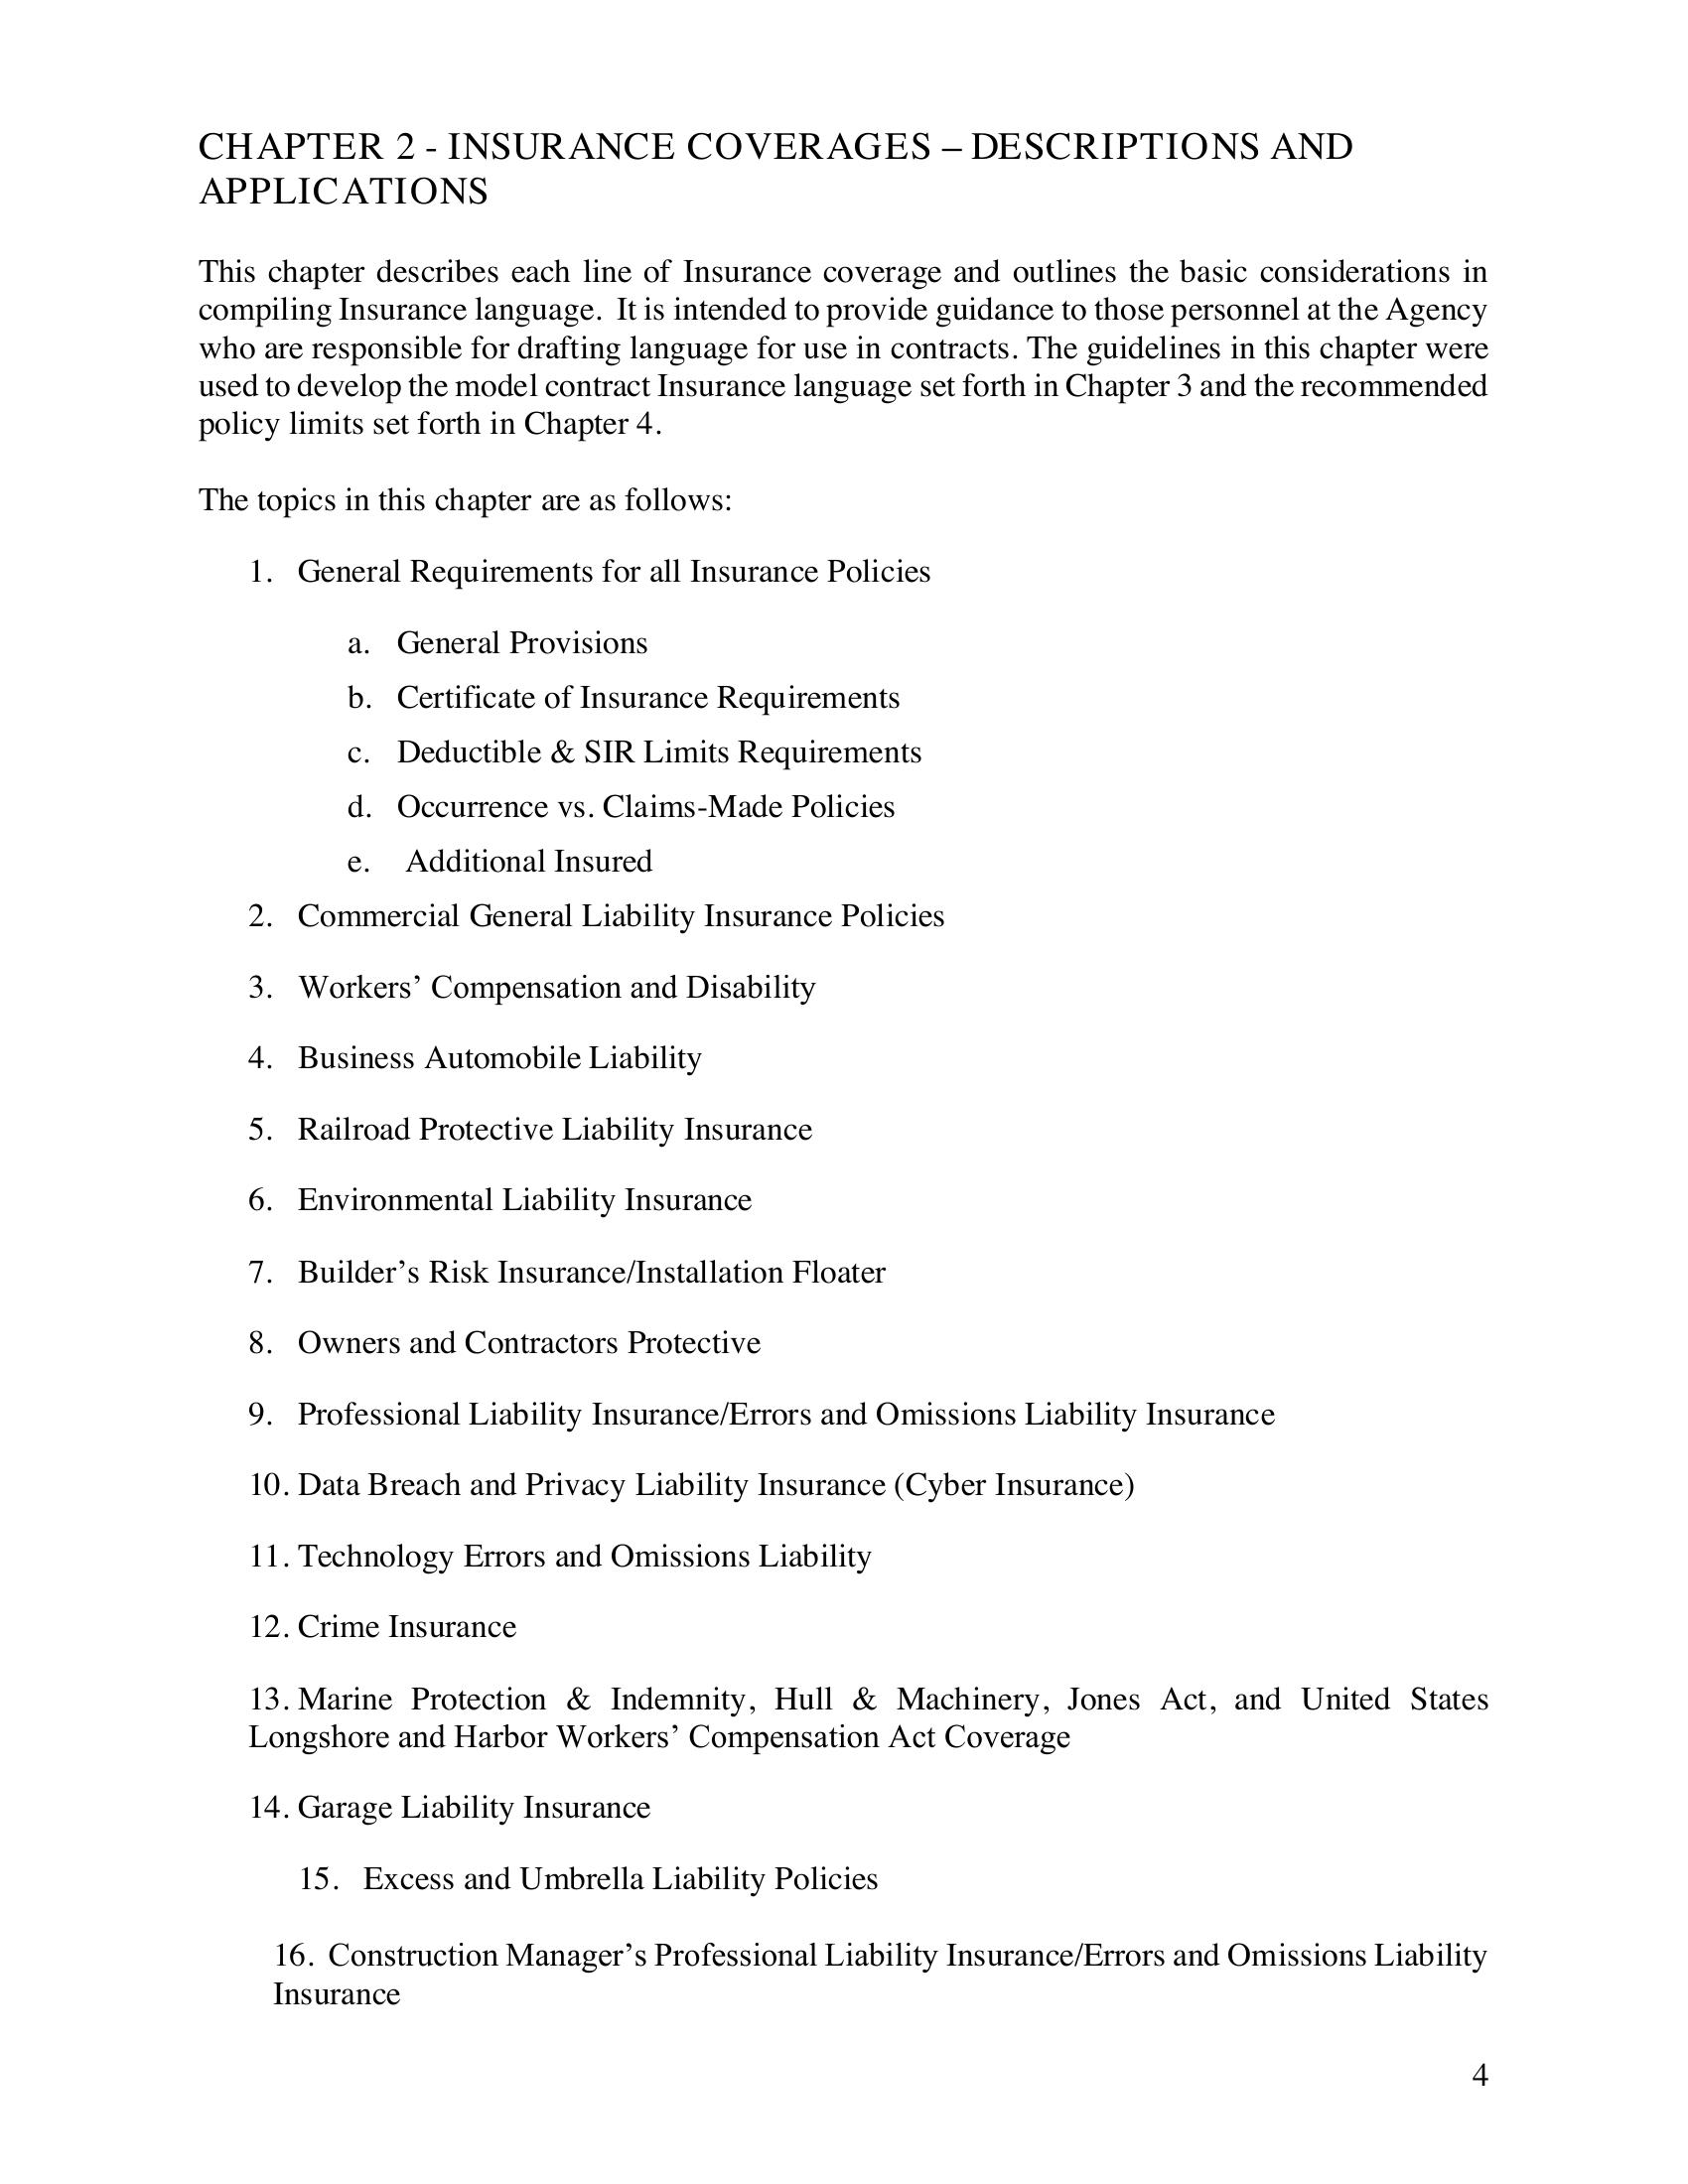 CHAPTER 2 - INSURANCE COVERAGES – DESCRIPTIONS AND
APPLICATIONS
This chapter describes each line of Insurance coverage and outlines the basic considerations in
compiling Insurance language.  It is intended to provide guidance to those personnel at the Agency
who are responsible for drafting language for use in contracts. The guidelines in this chapter were
used to develop the model contract Insurance language set forth in Chapter 3 and the recommended
policy limits set forth in Chapter 4.
The topics in this chapter are as follows:
1. General Requirements for all Insurance Policies
a. General Provisions
b. Certificate of Insurance Requirements
c. Deductible & SIR Limits Requirements
d. Occurrence vs. Claims-Made Policies
e. Additional Insured
2. Commercial General Liability Insurance Policies
3. Workers’ Compensation and Disability
4. Business Automobile Liability
5. Railroad Protective Liability Insurance
6. Environmental Liability Insurance
7. Builder’s Risk Insurance/Installation Floater
8. Owners and Contractors Protective
9. Professional Liability Insurance/Errors and Omissions Liability Insurance
10. Data Breach and Privacy Liability Insurance (Cyber Insurance)
11. Technology Errors and Omissions Liability
12. Crime Insurance
13. Marine Protection & Indemnity, Hull & Machinery, Jones Act, and United States
Longshore and Harbor Workers’ Compensation Act Coverage
14. Garage Liability Insurance
15. Excess and Umbrella Liability Policies
16. Construction Manager’s Professional Liability Insurance/Errors and Omissions Liability
Insurance
4